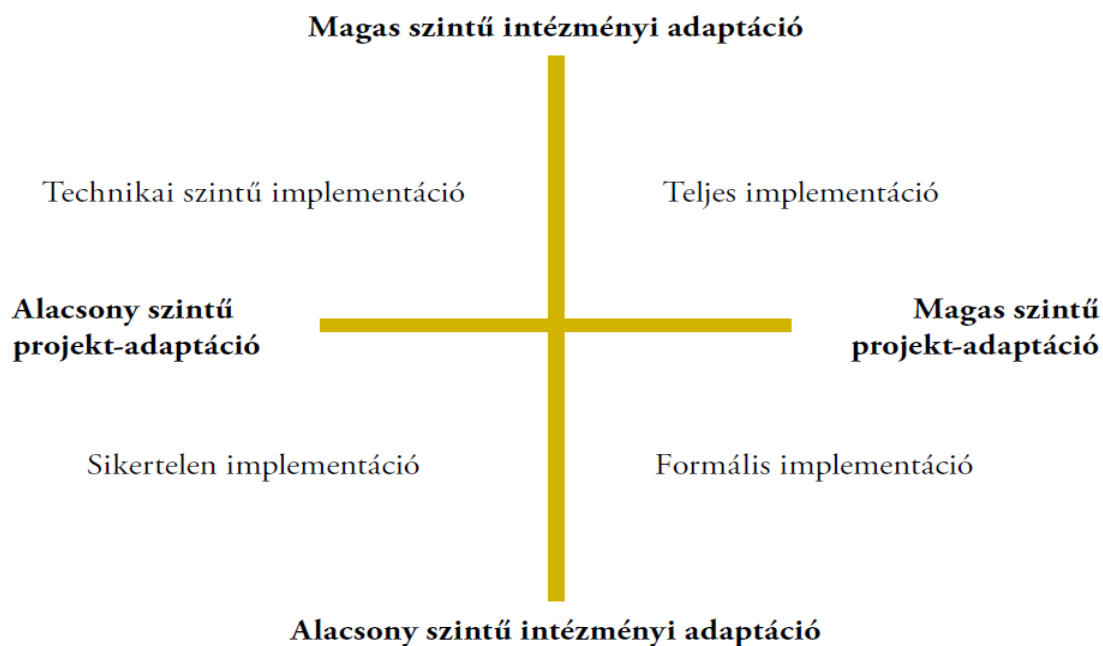 Magas szintű intézményi adaptáció
Technikai szintű implementáció
Teljes implementáció
Alacsony szintű
projekt-adaptáció
Magas szintű
projekt-adaptáció
Sikertelen implementáció
Formális implementáció
Alacsony szintű intézményi adaptáció